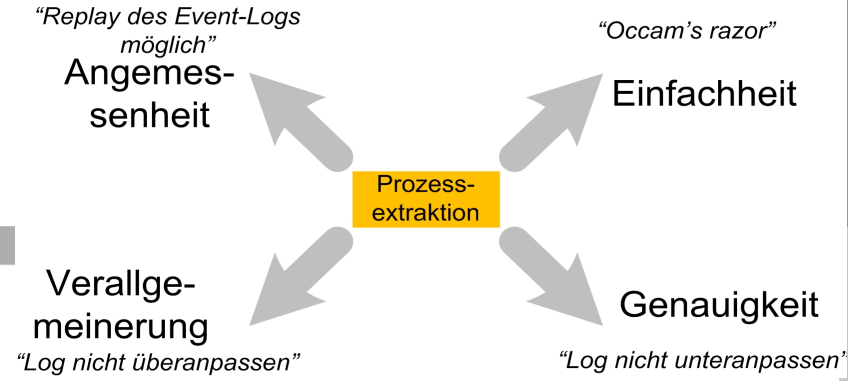 “Replay des Event-Logs
möglich”
Angemes-
senheit
“Occam’s razor”
Einfachheit
Prozess-
extraktion
Verallge-
meinerung
“Log nicht überanpassen”
Genauigkeit
“Log nicht unteranpassen”